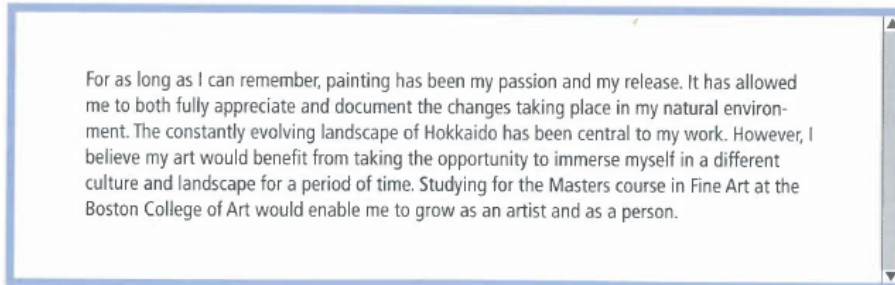 For as long as I can remember, painting has been my passion and my release. It has allowed
me to both fully appreciate and document the changes taking place in my natural environ-
ment. The constantly evolving landscape of Hokkaido has been central to my work. However, I
believe my art would benefit from taking the opportunity to immerse myself in a different
culture and landscape for a period of time. Studying for the Masters course in Fine Art at the
Boston College of Art would enable me to grow as an artist and as a person.